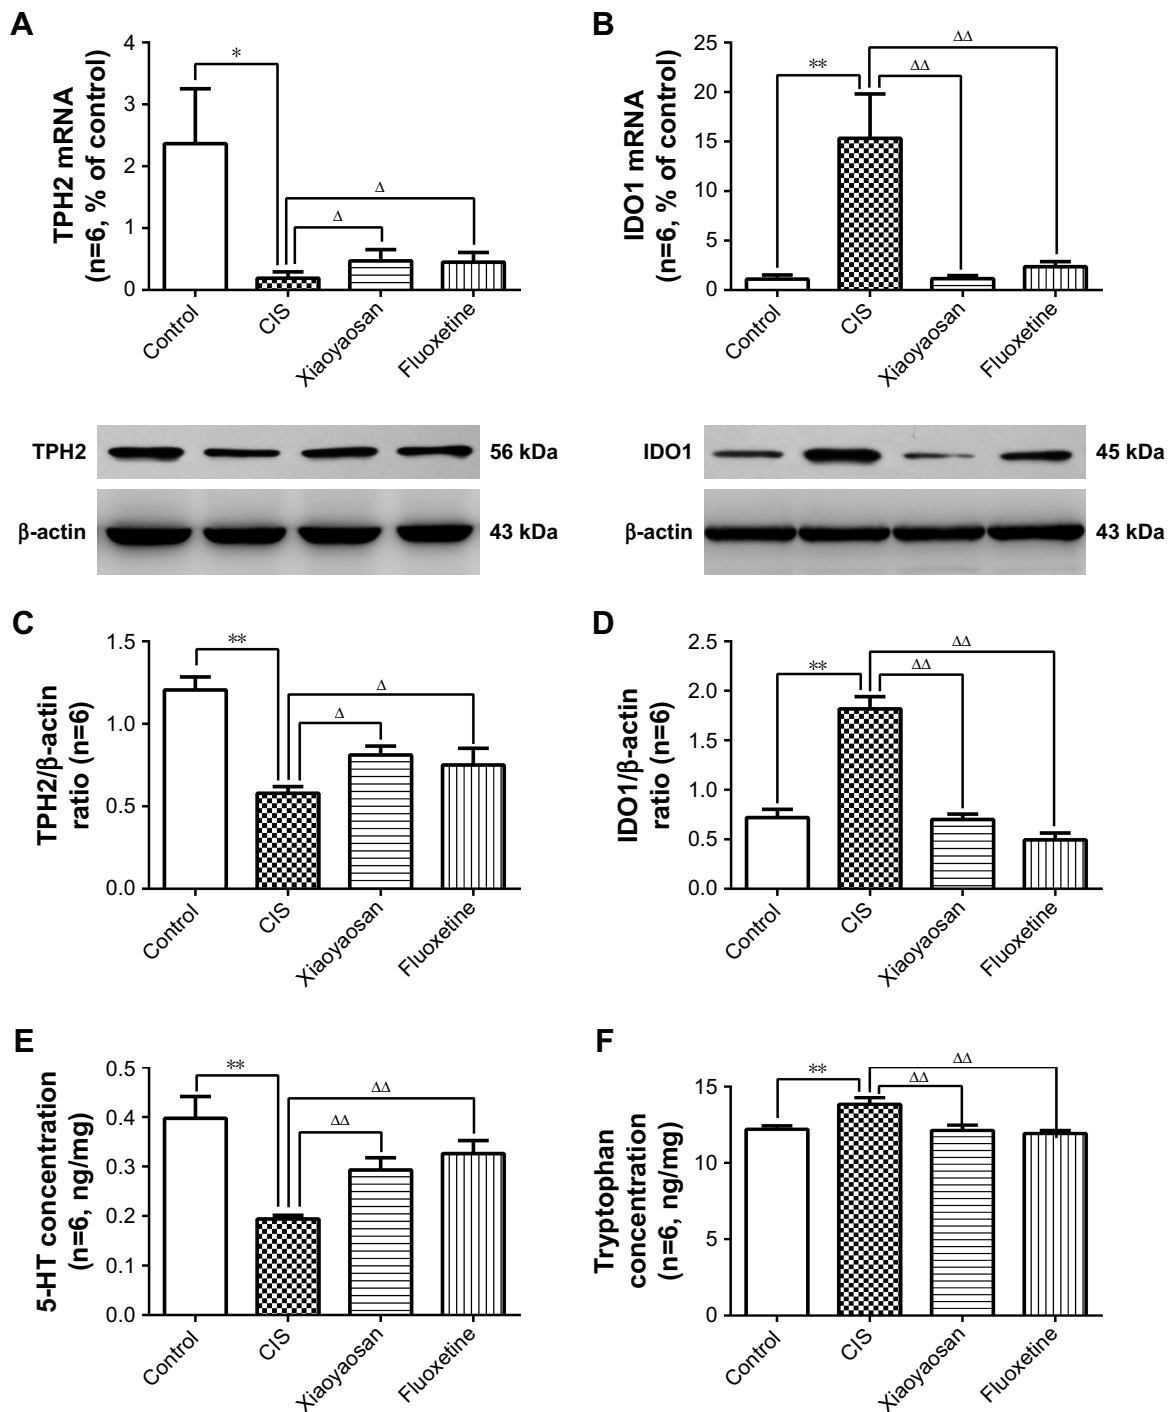 A
TPH2 mRNA
(n=6, % of control)
4
3
2
1
0
*
Δ
Δ
Control
CIS
Xiaoyaosan
Fluoxetine
B
IDO1 mRNA
(n=6, % of control)
25
20
15
10
5
0
**
ΔΔ
ΔΔ
Control
CIS
Xiaoyaosan
Fluoxetine
TPH2
56 kDa
β-actin
43 kDa
IDO1
45 kDa
β-actin
43 kDa
C
TPH2/β-actin
ratio (n=6)
1.5
1.0
0.5
0.0
**
Δ
Δ
Control
CIS
Xiaoyaosan
Fluoxetine
D
IDO1/β-actin
ratio (n=6)
2.5
2.0
1.5
1.0
0.5
0.0
**
ΔΔ
ΔΔ
Control
CIS
Xiaoyaosan
Fluoxetine
E
5-HT concentration
(n=6, ng/mg)
0.5
0.4
0.3
0.2
0.1
0.0
**
ΔΔ
ΔΔ
Control
CIS
Xiaoyaosan
Fluoxetine
F
Tryptophan
concentration
(n=6, ng/mg)
15
10
5
0
**
ΔΔ
ΔΔ
Control
CIS
Xiaoyaosan
Fluoxetine